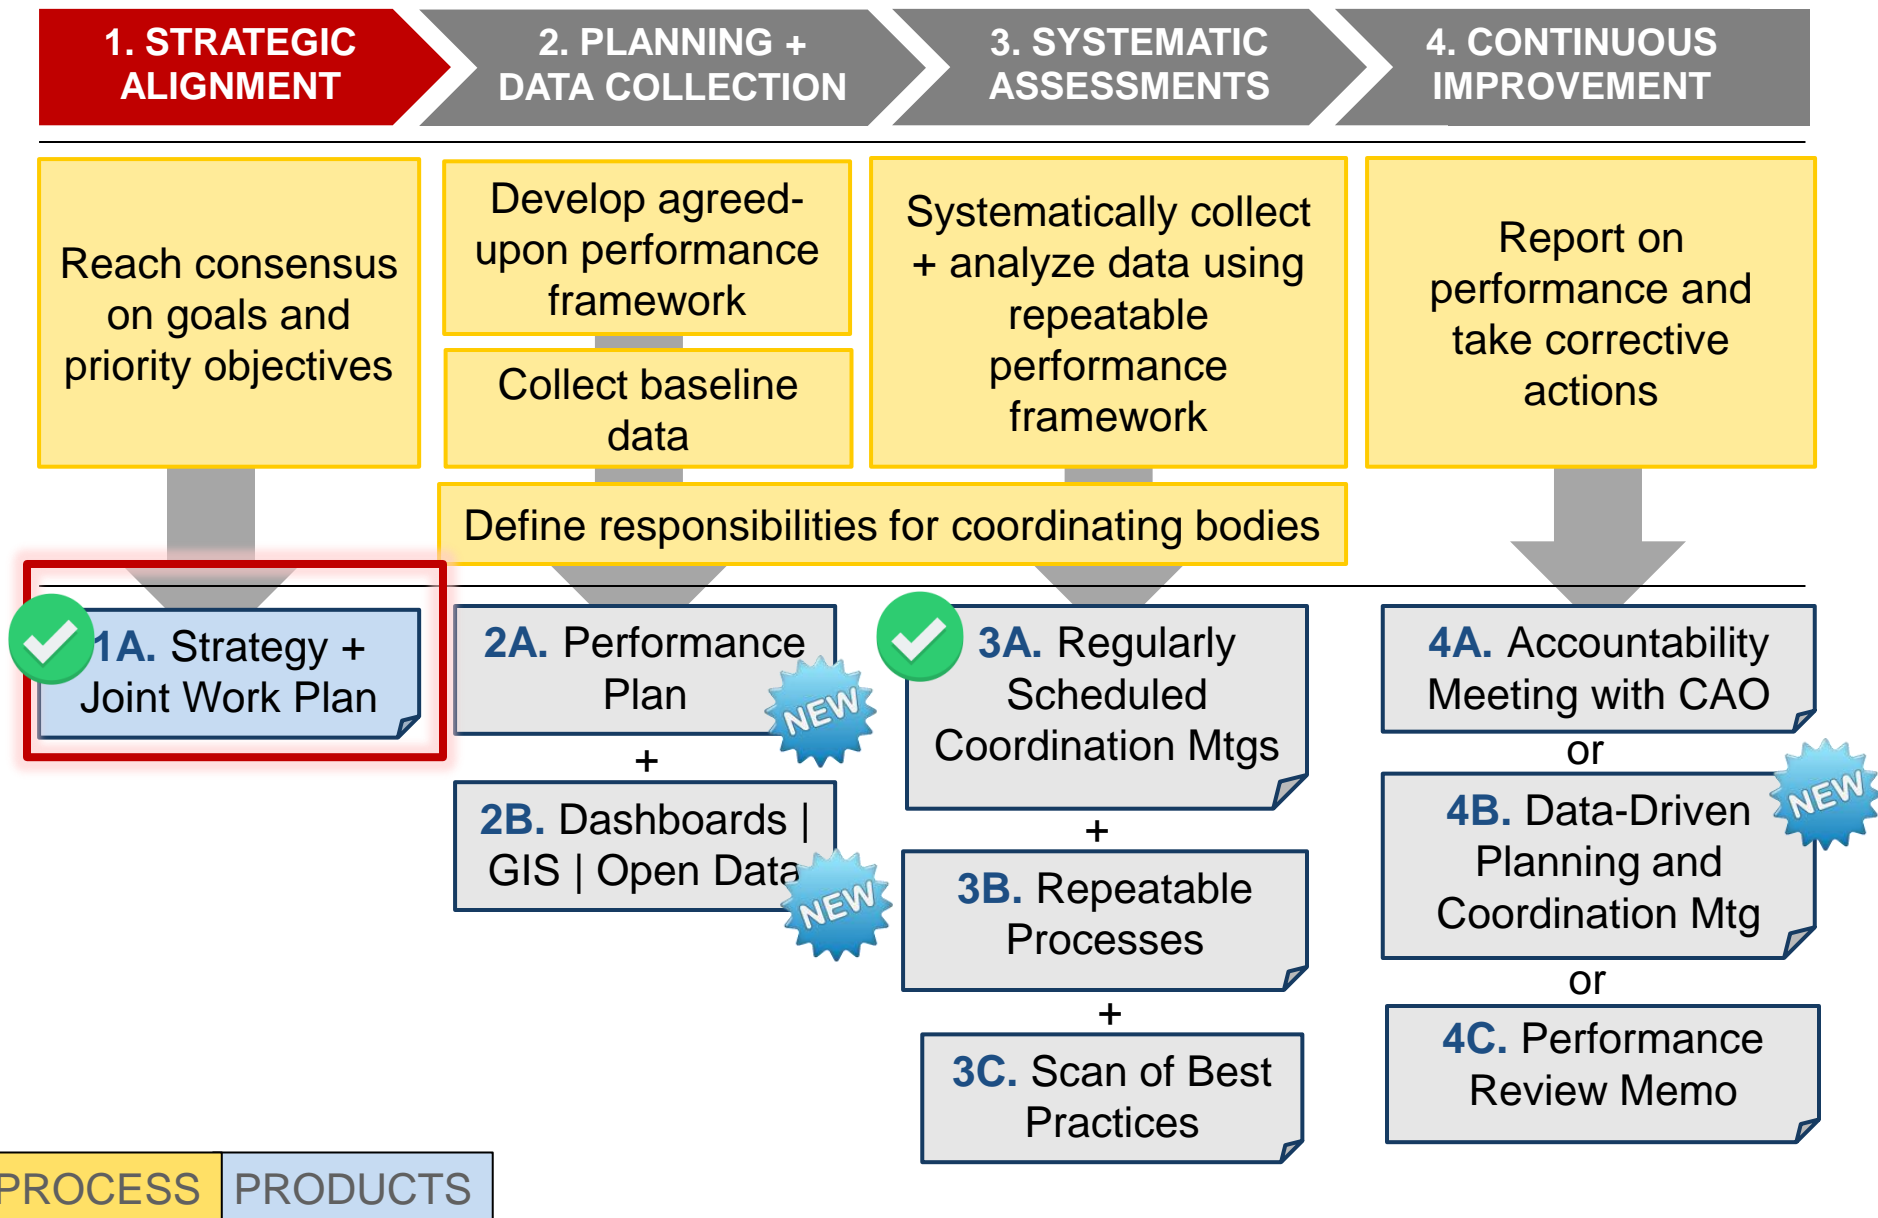 1. STRATEGIC
ALIGNMENT
2. PLANNING +
DATA COLLECTION
3. SYSTEMATIC
ASSESSMENTS
4. CONTINUOUS
IMPROVEMENT
Reach consensus
on goals and
priority objectives
Develop agreed-
upon performance
framework
Collect baseline
data
Systematically collect
+ analyze data using
repeatable
performance
framework
Report on
performance and
take corrective
actions
Define responsibilities for coordinating bodies
1A. Strategy +
Joint Work Plan
2A. Performance
Plan
NEW
+
2B. Dashboards |
GIS | Open Data
NEW
3A. Regularly
Scheduled
Coordination Mtgs
+
3B. Repeatable
Processes
+
3C. Scan of Best
Practices
4A. Accountability
Meeting with CAO
or
4B. Data-Driven
Planning and
Coordination Mtg
NEW
or
4C. Performance
Review Memo
PROCESS
PRODUCTS